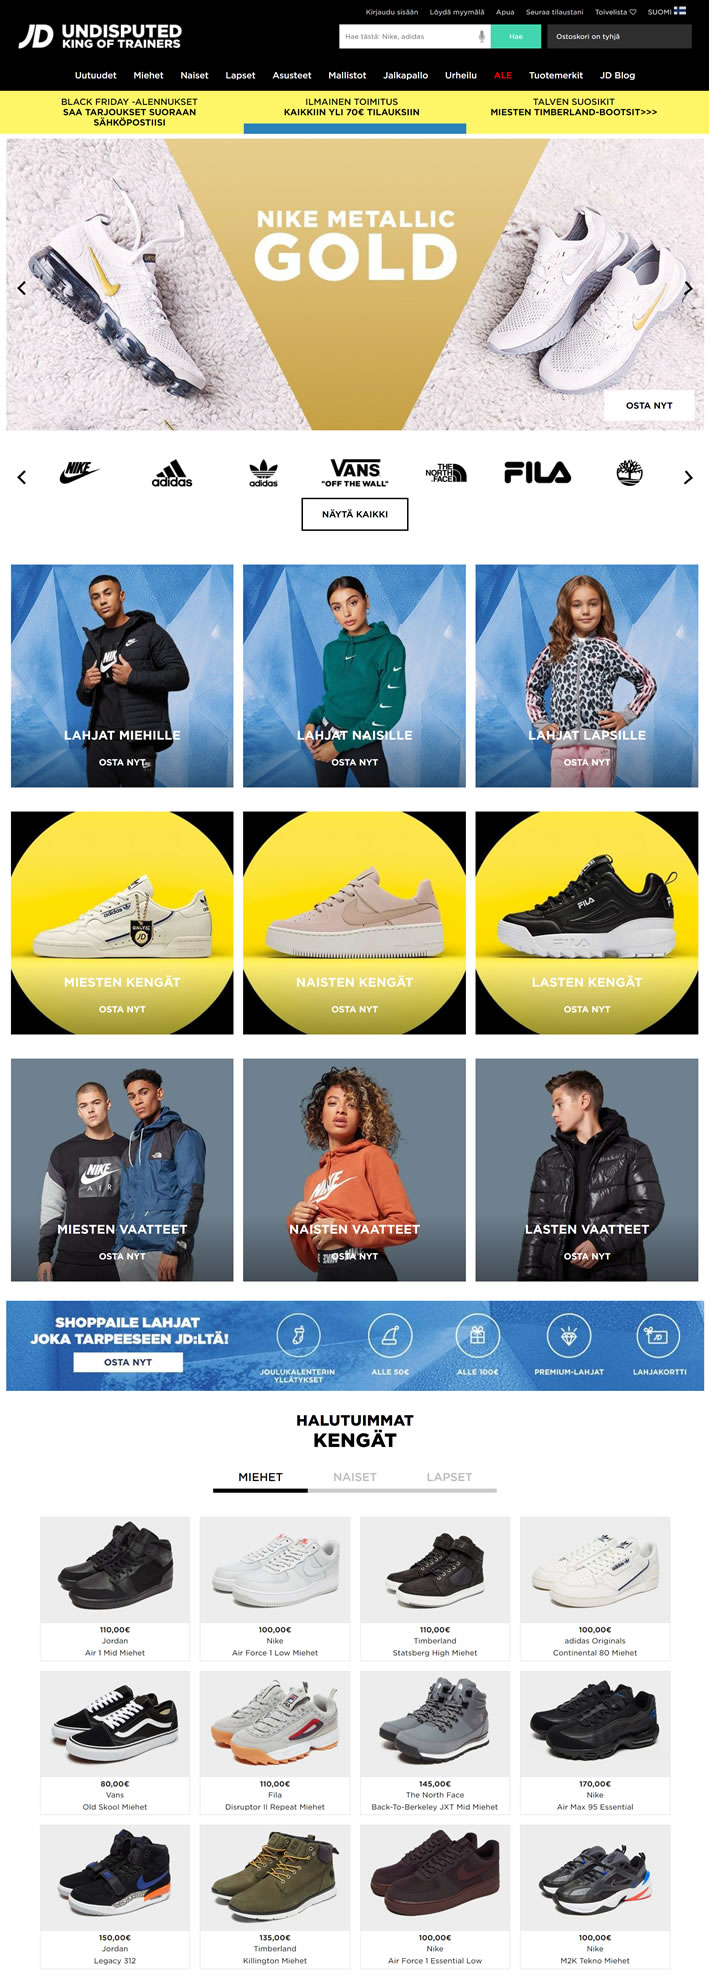 Kirjaudu sisään Löydä myymälä Apua Seuraa tilaustani Toivelista SUOMI
JD UNDISPUTED
KING OF TRAINERS
Hae tästä: Nike, adidas Hae Ostoskori on tyhjä
Uutuudet Miehet Naiset Lapset Asusteet Mallistot Jalkapallo Urheilu ALE Tuotemerkit JD Blog
BLACK FRIDAY -ALENNUKSET
SAA TARJOUKSET SUORAAN
SÄHKÖPOSTIISI
ILMAINEN TOIMITUS
KAIKKIIN YLI 70€ TILAUKSIIN
TALVEN SUOSIKIT
MIESTEN TIMBERLAND-BOOTSIT>>>
NIKE METALLIC
GOLD
OSTA NYT
NIKE
adidas
adidas
VANS
"OFF THE WALL"
THE
NORTH
FACE
FILA
NÄYTÄ KAIKKI
NIKE
LAHJAT MIEHILLE
OSTA NYT
LAHJAT NAISILLE
OSTA NYT
LAHJAT LAPSILLE
OSTA NYT
adidas
ONLY AT
JD
MIESTEN KENGÄT
OSTA NYT
NAISTEN KENGÄT
OSTA NYT
FILA
FILA
LASTEN KENGÄT
OSTA NYT
NIKE
AIR
MIESTEN VAATTEET
OSTA NYT
NIKE
NAISTEN VAATTEET
OSTA NYT
LASTEN VAATTEET
OSTA NYT
SHOPPAILE LAHJAT
JOKA TARPEESEEN JD:LTÄ!
OSTA NYT
JOULUKALENTERIN
YLLÄTYKSET
ALLE 50€
ALLE 100€
PREMIUM-LAHJAT
JD
LAHJAKORTTI
HALUTUIMMAT
KENGÄT
MIEHET NAISET LAPSET
110,00€
Jordan
Air 1 Mid Miehet
100,00€
Nike
Air Force 1 Low Miehet
110,00€
Timberland
Statsberg High Miehet
100,00€
adidas Originals
Continental 80 Miehet
80,00€
Vans
Old Skool Miehet
110,00€
Fila
Disruptor II Repeat Miehet
145,00€
The North Face
Back-To-Berkeley JXT Mid Miehet
170,00€
Nike
Air Max 95 Essential
150,00€
Jordan
Legacy 312
135,00€
Timberland
Killington Miehet
100,00€
Nike
Air Force 1 Essential Low
100,00€
Nike
M2K Tekno Miehet